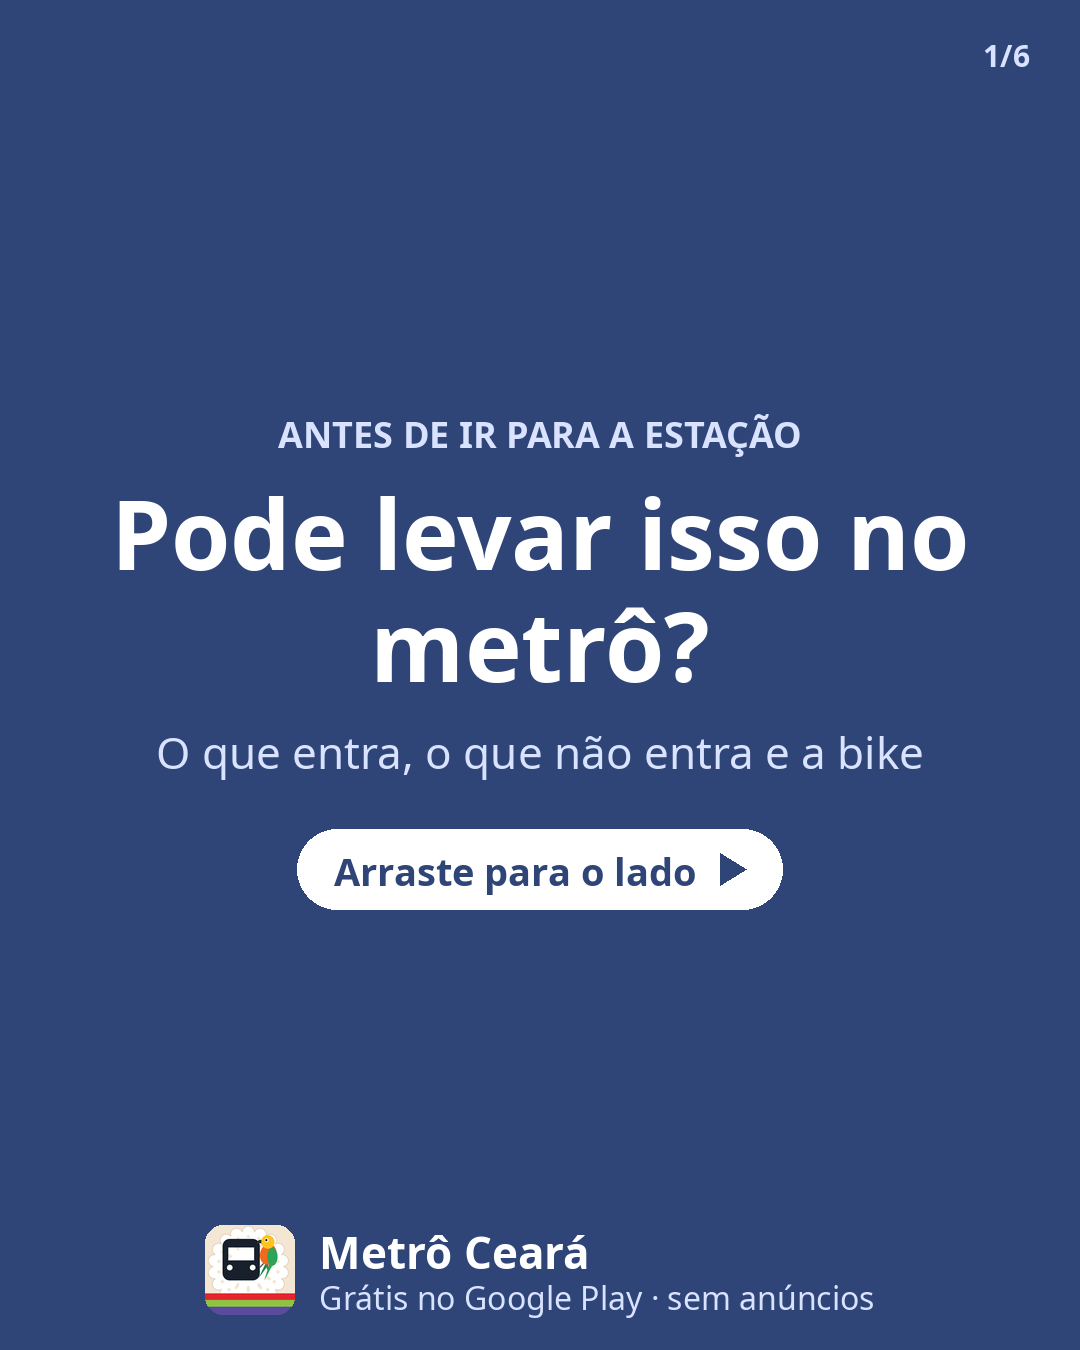 1/6
ANTES DE IR PARA A ESTAÇÃO
Pode levar isso no
metrô?
O que entra, o que não entra e a bike
Arraste para o lado
Metrô Ceará
Grátis no Google Play · sem anúncios